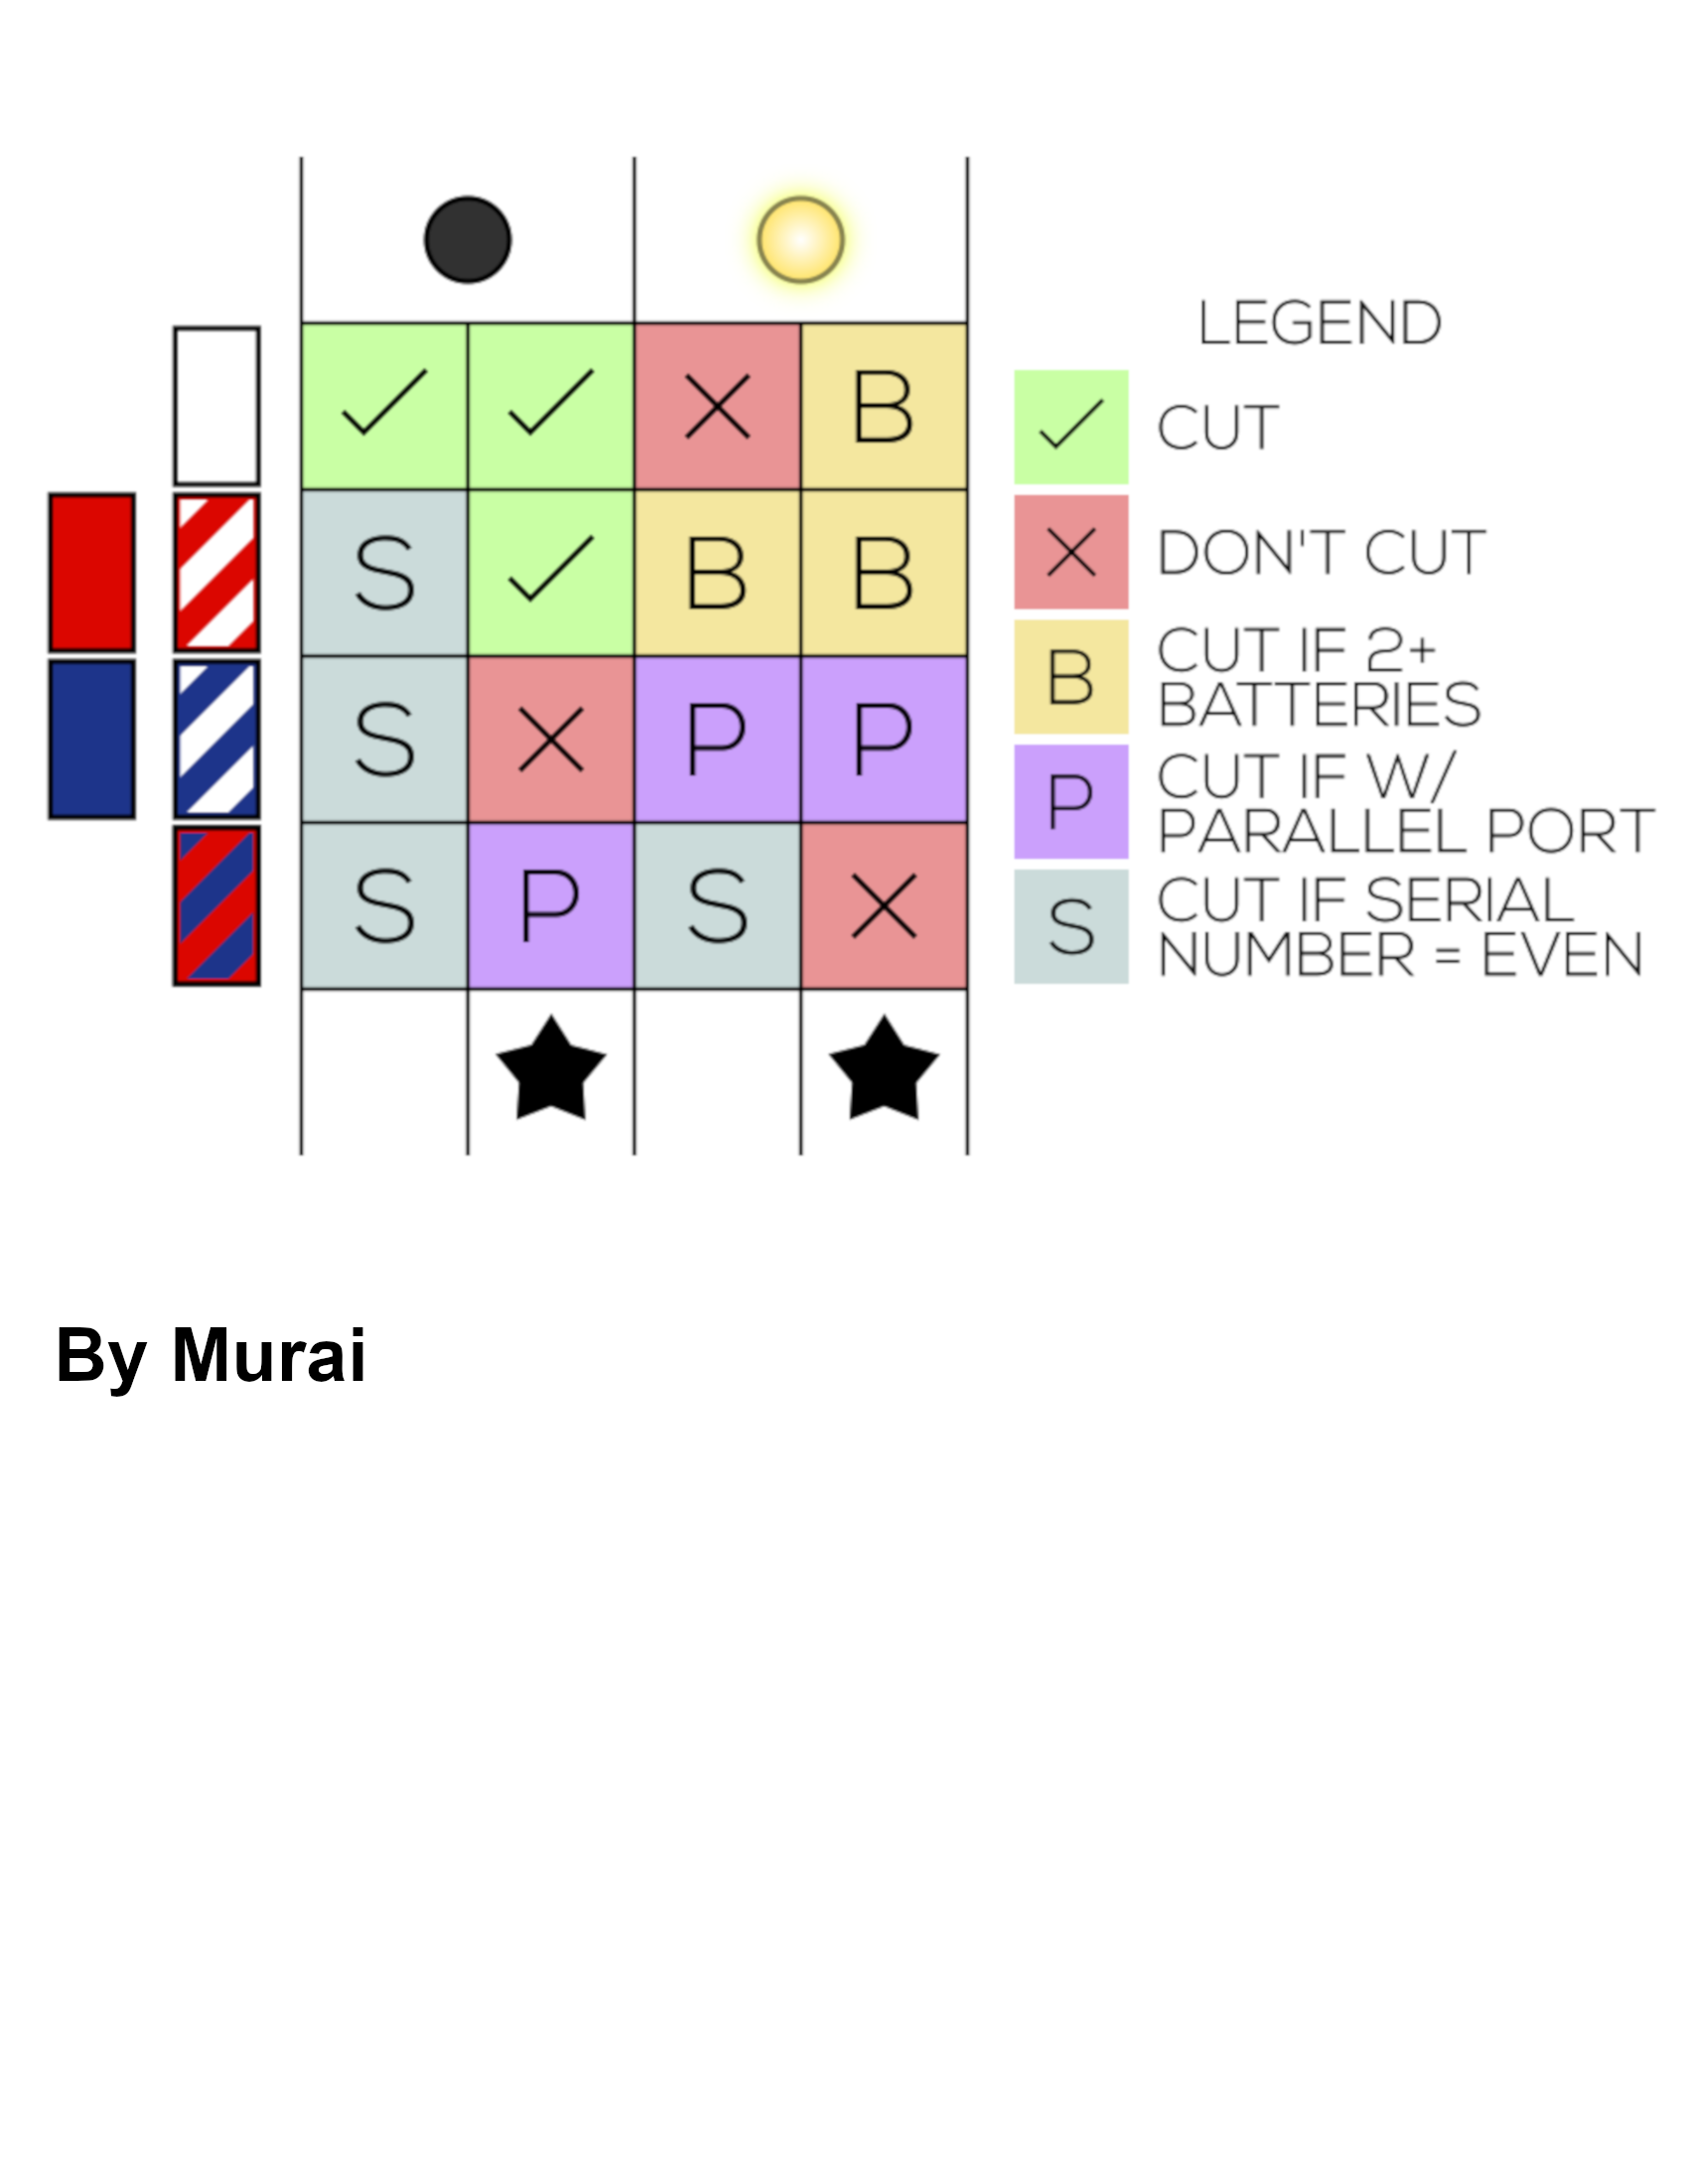 B
S
B
B
S
P
P
S
P
S
LEGEND
CUT
DON'T CUT
B
CUT IF 2+
BATTERIES
P
CUT IF W/
PARALLEL PORT
S
CUT IF SERIAL
NUMBER = EVEN
By Murai